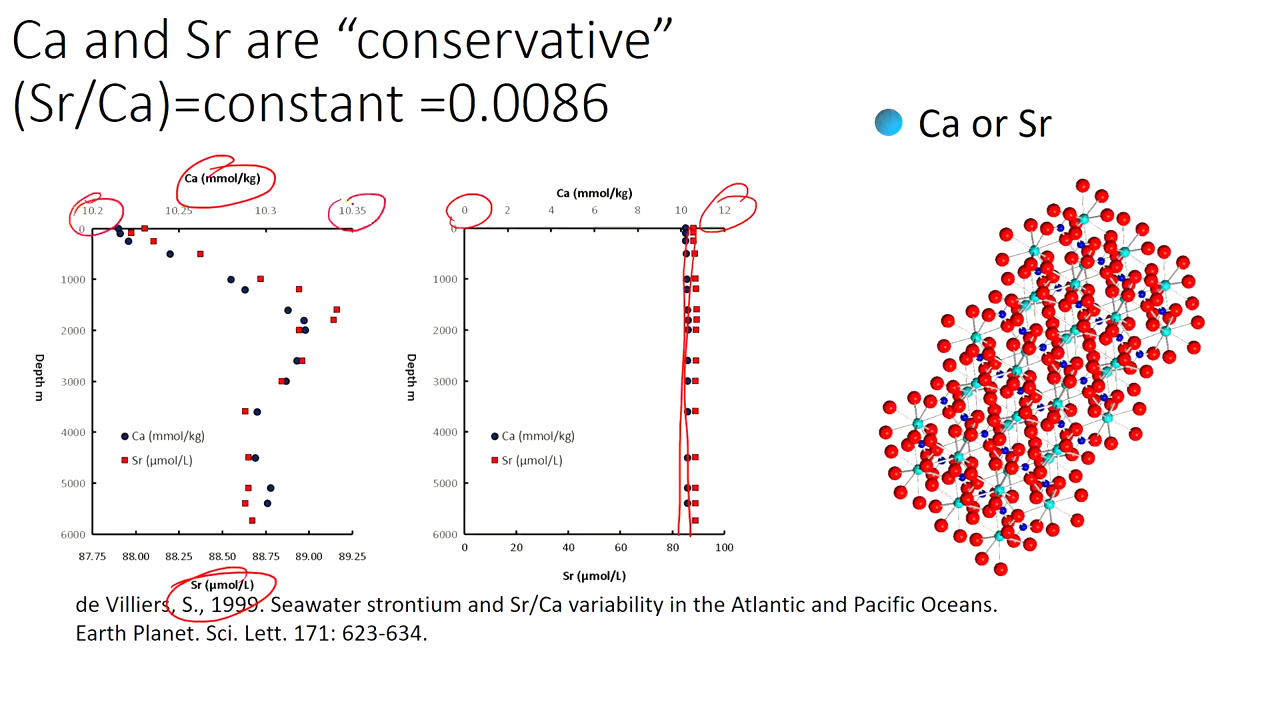 Ca and Sr are “conservative”
(Sr/Ca)=constant =0.0086
Ca or Sr
Ca (mmol/kg)
10.2 10.25 10.3 10.35
0
1000
2000
3000
4000
5000
6000
Depth m
Ca (mmol/kg)
Sr (µmol/L)
87.75 88.00 88.25 88.50 88.75 89.00 89.25
Sr (µmol/L)
Ca (mmol/kg)
0 2 4 6 8 10 12
0
1000
2000
3000
4000
5000
6000
Depth m
Ca (mmol/kg)
Sr (µmol/L)
0 20 40 60 80 100
Sr (µmol/L)
de Villiers, S., 1999. Seawater strontium and Sr/Ca variability in the Atlantic and Pacific Oceans.
Earth Planet. Sci. Lett. 171: 623-634.